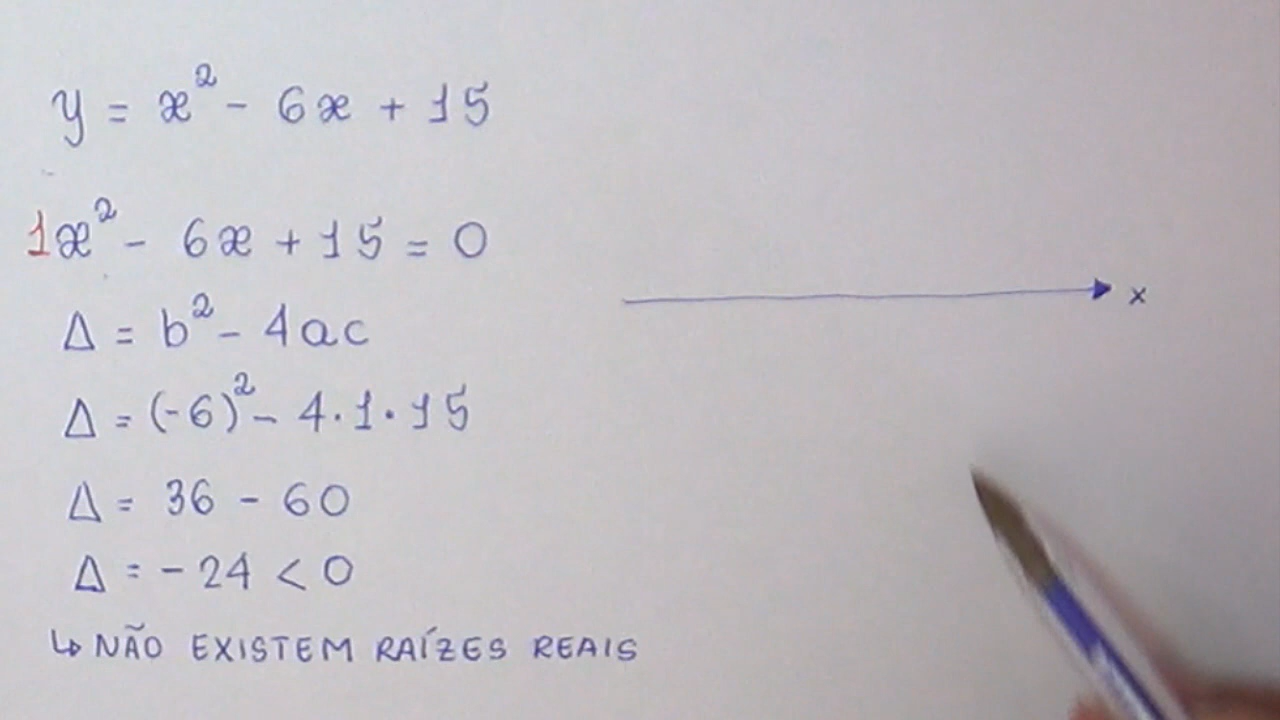 y = x² - 6x + 15
1x² - 6x + 15 = 0
Δ = b² - 4ac
x
Δ = (-6)² - 4·1·15
Δ = 36 - 60
Δ = -24 < 0
↳ NÃO EXISTEM RAÍZES REAIS